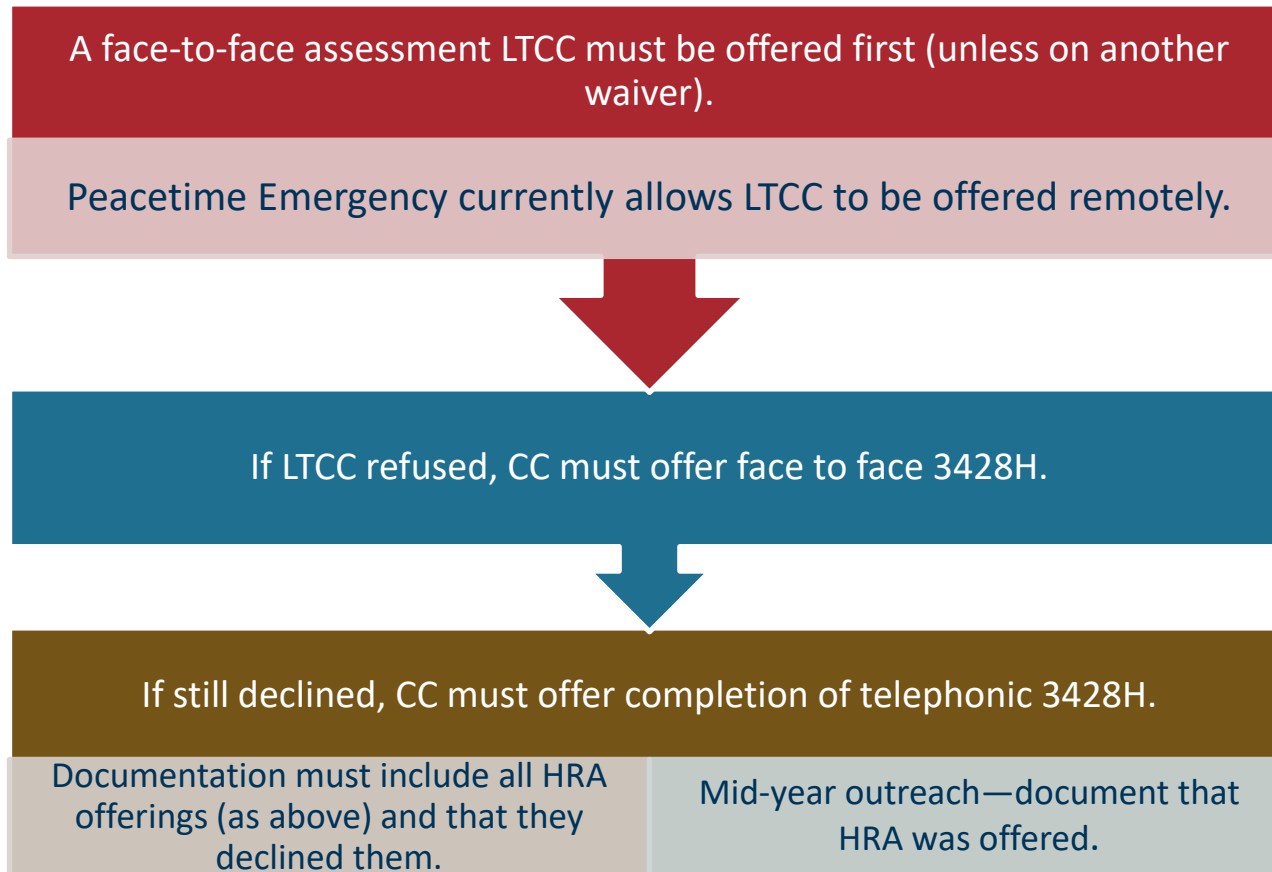 A face-to-face assessment LTCC must be offered first (unless on another
waiver).
Peacetime Emergency currently allows LTCC to be offered remotely.
If LTCC refused, CC must offer face to face 3428H.
If still declined, CC must offer completion of telephonic 3428H.
Documentation must include all HRA
offerings (as above) and that they
declined them.
Mid-year outreach—document that
HRA was offered.